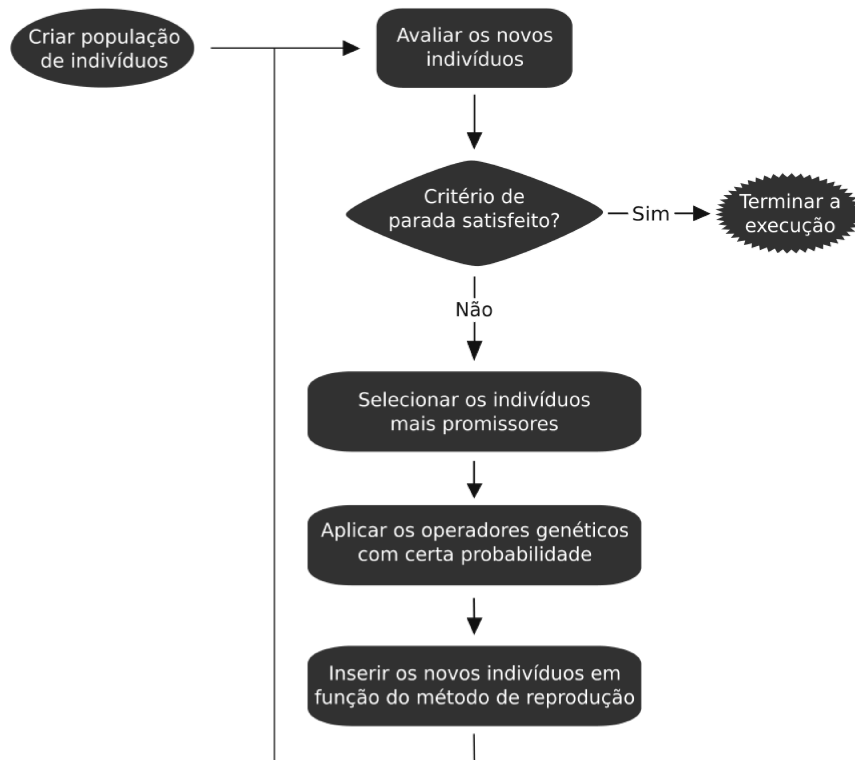 Criar população
de indivíduos
Avaliar os novos
indivíduos
Critério de
parada satisfeito?
Sim
Terminar a
execução
Não
Selecionar os indivíduos
mais promissores
Aplicar os operadores genéticos
com certa probabilidade
Inserir os novos indivíduos em
função do método de reprodução